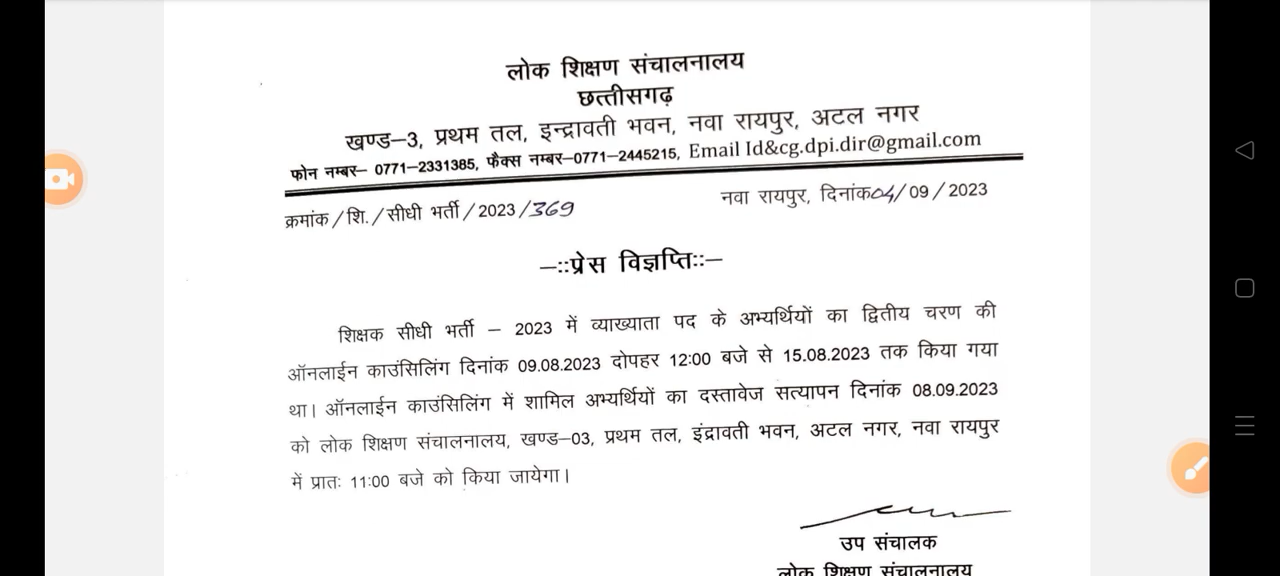 लोक शिक्षण संचालनालय
छत्तीसगढ़
खण्ड–3, प्रथम तल, इन्द्रावती भवन, नवा रायपुर, अटल नगर
फोन नम्बर– 0771–2331385, फैक्स नम्बर–0771–2445215, Email Id&cg.dpi.dir@gmail.com
क्रमांक/शि./सीधी भर्ती/2023/369 नवा रायपुर, दिनांक04/09/2023
–::प्रेस विज्ञप्ति::–
शिक्षक सीधी भर्ती – 2023 में व्याख्याता पद के अभ्यर्थियों का द्वितीय चरण की
ऑनलाईन काउंसिलिंग दिनांक 09.08.2023 दोपहर 12:00 बजे से 15.08.2023 तक किया गया
था। ऑनलाईन काउंसिलिंग में शामिल अभ्यर्थियों का दस्तावेज सत्यापन दिनांक 08.09.2023
को लोक शिक्षण संचालनालय, खण्ड–03, प्रथम तल, इंद्रावती भवन, अटल नगर, नवा रायपुर
में प्रातः 11:00 बजे को किया जायेगा।
उप संचालक
लोक शिक्षण संचालनालय